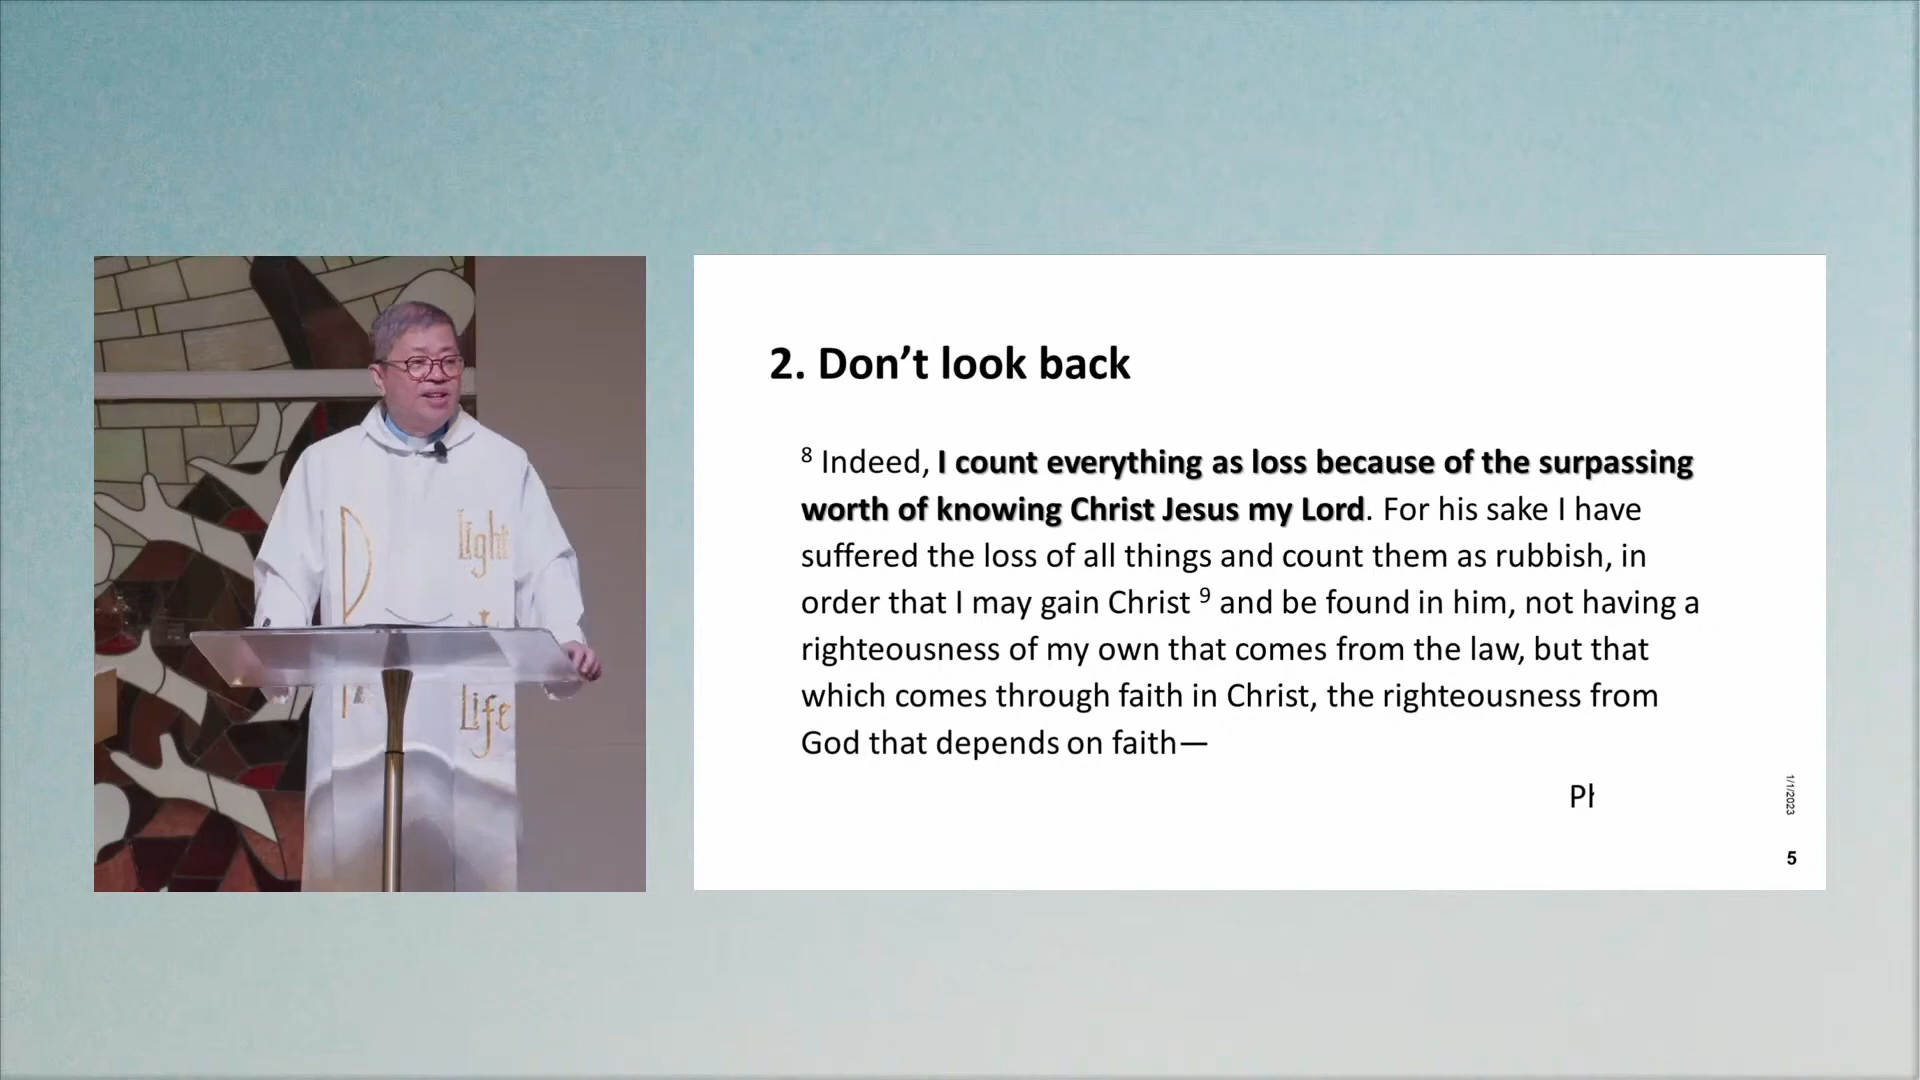 Light
Life
2. Don’t look back
8 Indeed, I count everything as loss because of the surpassing
worth of knowing Christ Jesus my Lord. For his sake I have
suffered the loss of all things and count them as rubbish, in
order that I may gain Christ 9 and be found in him, not having a
righteousness of my own that comes from the law, but that
which comes through faith in Christ, the righteousness from
God that depends on faith—
1/1/2023
5